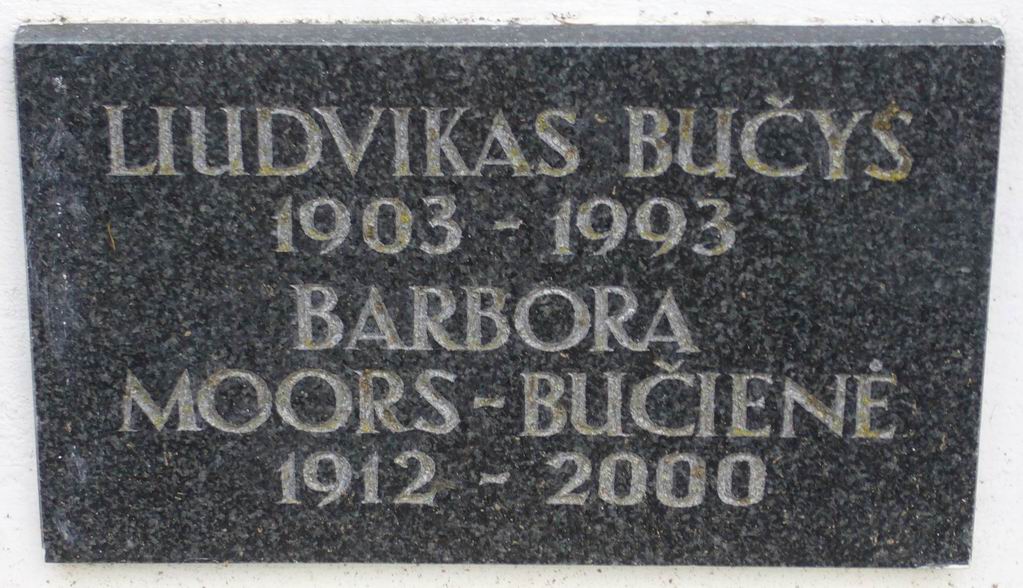 LIUDVIKAS BUČYS
1903 - 1993
BARBORA
MOORS - BUČIENĖ
1912 - 2000